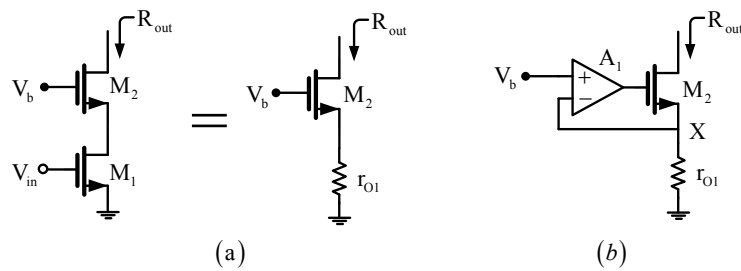 R_out
V_b
M_2
V_in
M_1
=
R_out
V_b
M_2
r_O1
(a)
R_out
A_1
V_b
+
−
M_2
X
r_O1
(b)